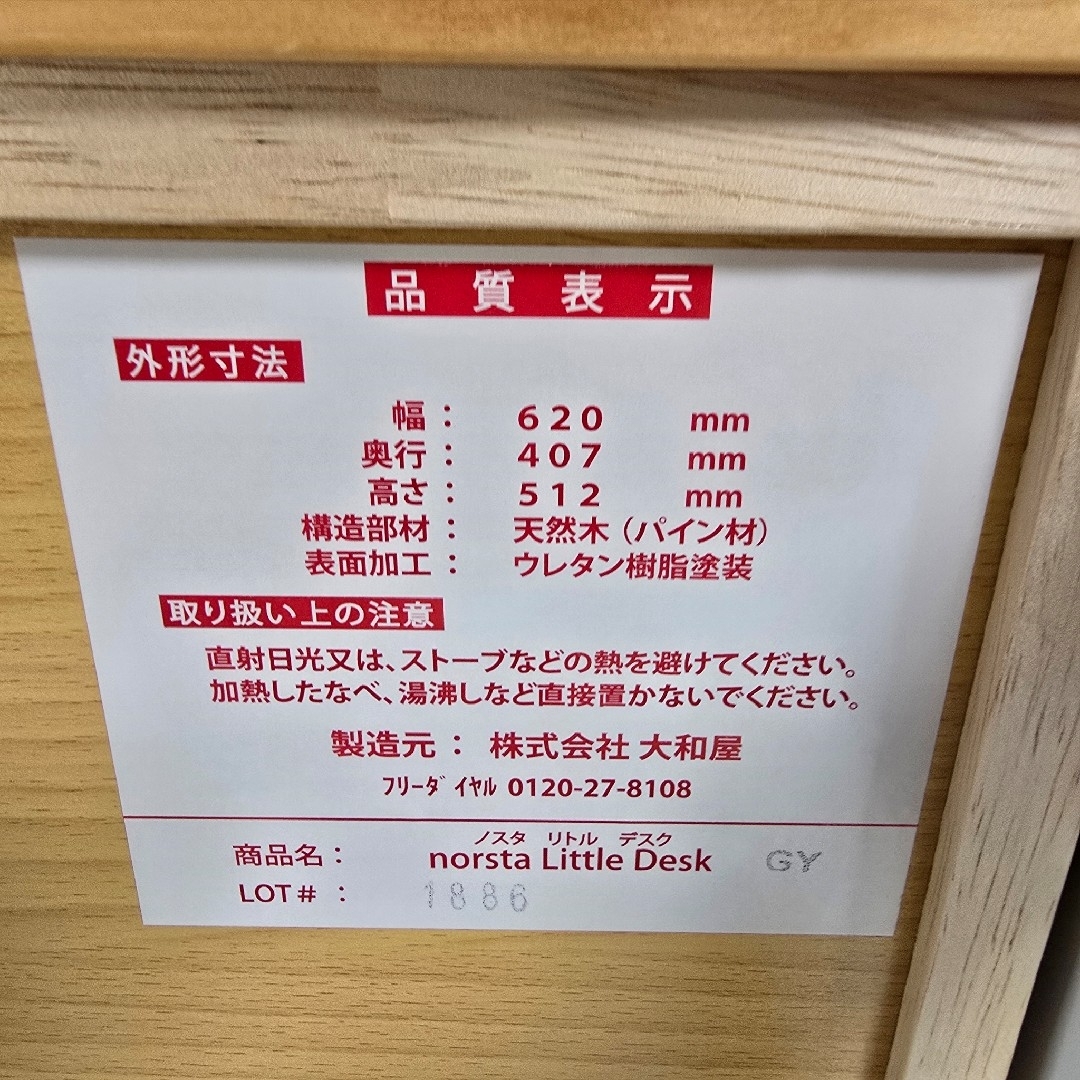 品質表示
外形寸法
幅： 620 mm
奥行： 407 mm
高さ： 512 mm
構造部材： 天然木（パイン材）
表面加工： ウレタン樹脂塗装
取り扱い上の注意
直射日光又は、ストーブなどの熱を避けてください。
加熱したなべ、湯沸しなど直接置かないでください。
製造元： 株式会社 大和屋
ﾌﾘｰﾀﾞｲﾔﾙ 0120-27-8108
ノスタ リトル デスク
商品名： norsta Little Desk GY
LOT#： 1886